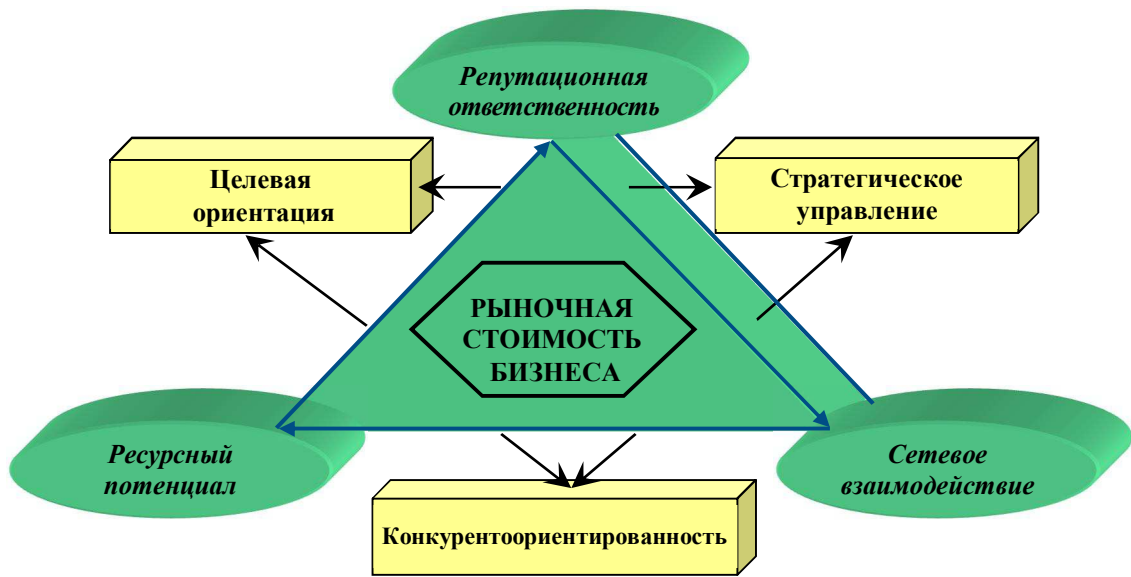 Репутационная
ответственность
Целевая
ориентация
Стратегическое
управление
РЫНОЧНАЯ
СТОИМОСТЬ
БИЗНЕСА
Ресурсный
потенциал
Сетевое
взаимодействие
Конкурентоориентированность